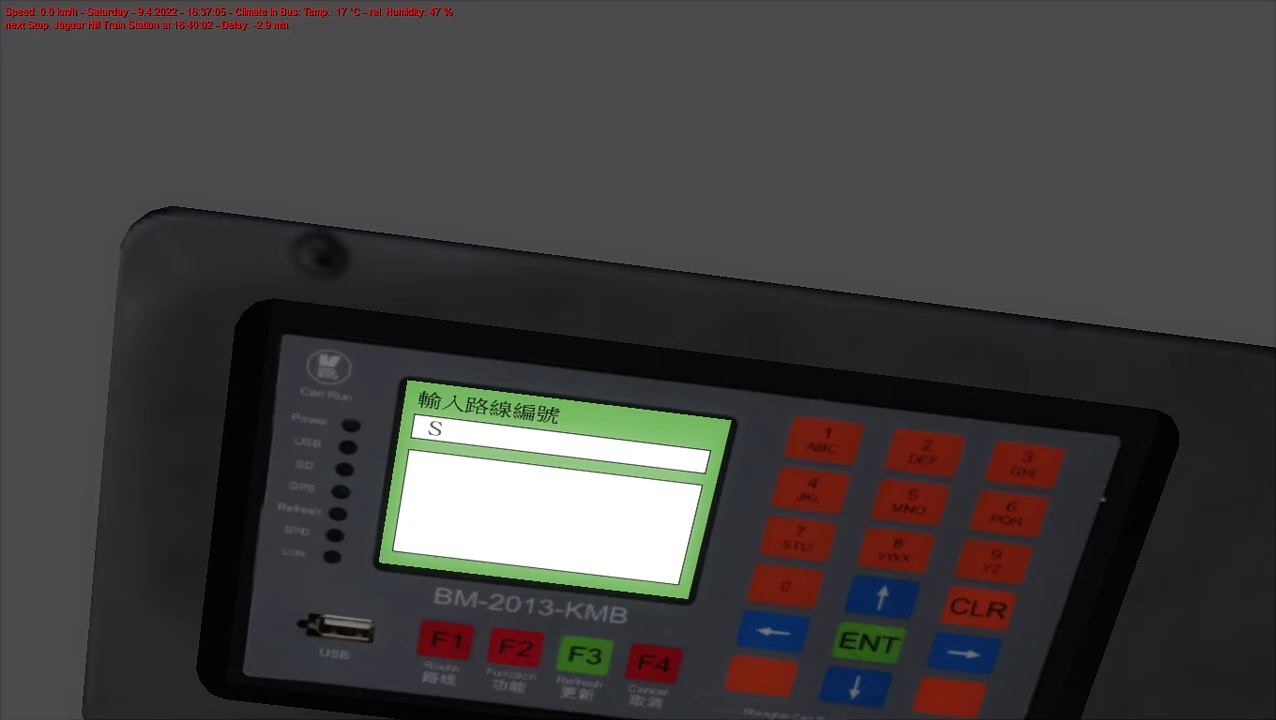 Speed: 0.0 km/h - Saturday - 9.4.2022 - 16:37:05 - Climate in Bus: Temp.: 17 °C - rel. Humidity: 47 %
next Stop: Jaguar Hill Train Station at 16:40:02 - Delay: -2.9 min
Can Run
輸入路線編號
S
Power
USB
SD
GPS
Refresh
SPD
Link
USB
BM-2013-KMB
F1
F2
F3
F4
Route
Function
Refresh
Cancel
路线
功能
更新
取消
1
ABC
2
DEF
3
GHI
4
JKL
5
MNO
6
PQR
7
STU
8
VWX
9
YZ
0
↑
CLR
←
ENT
→
↓